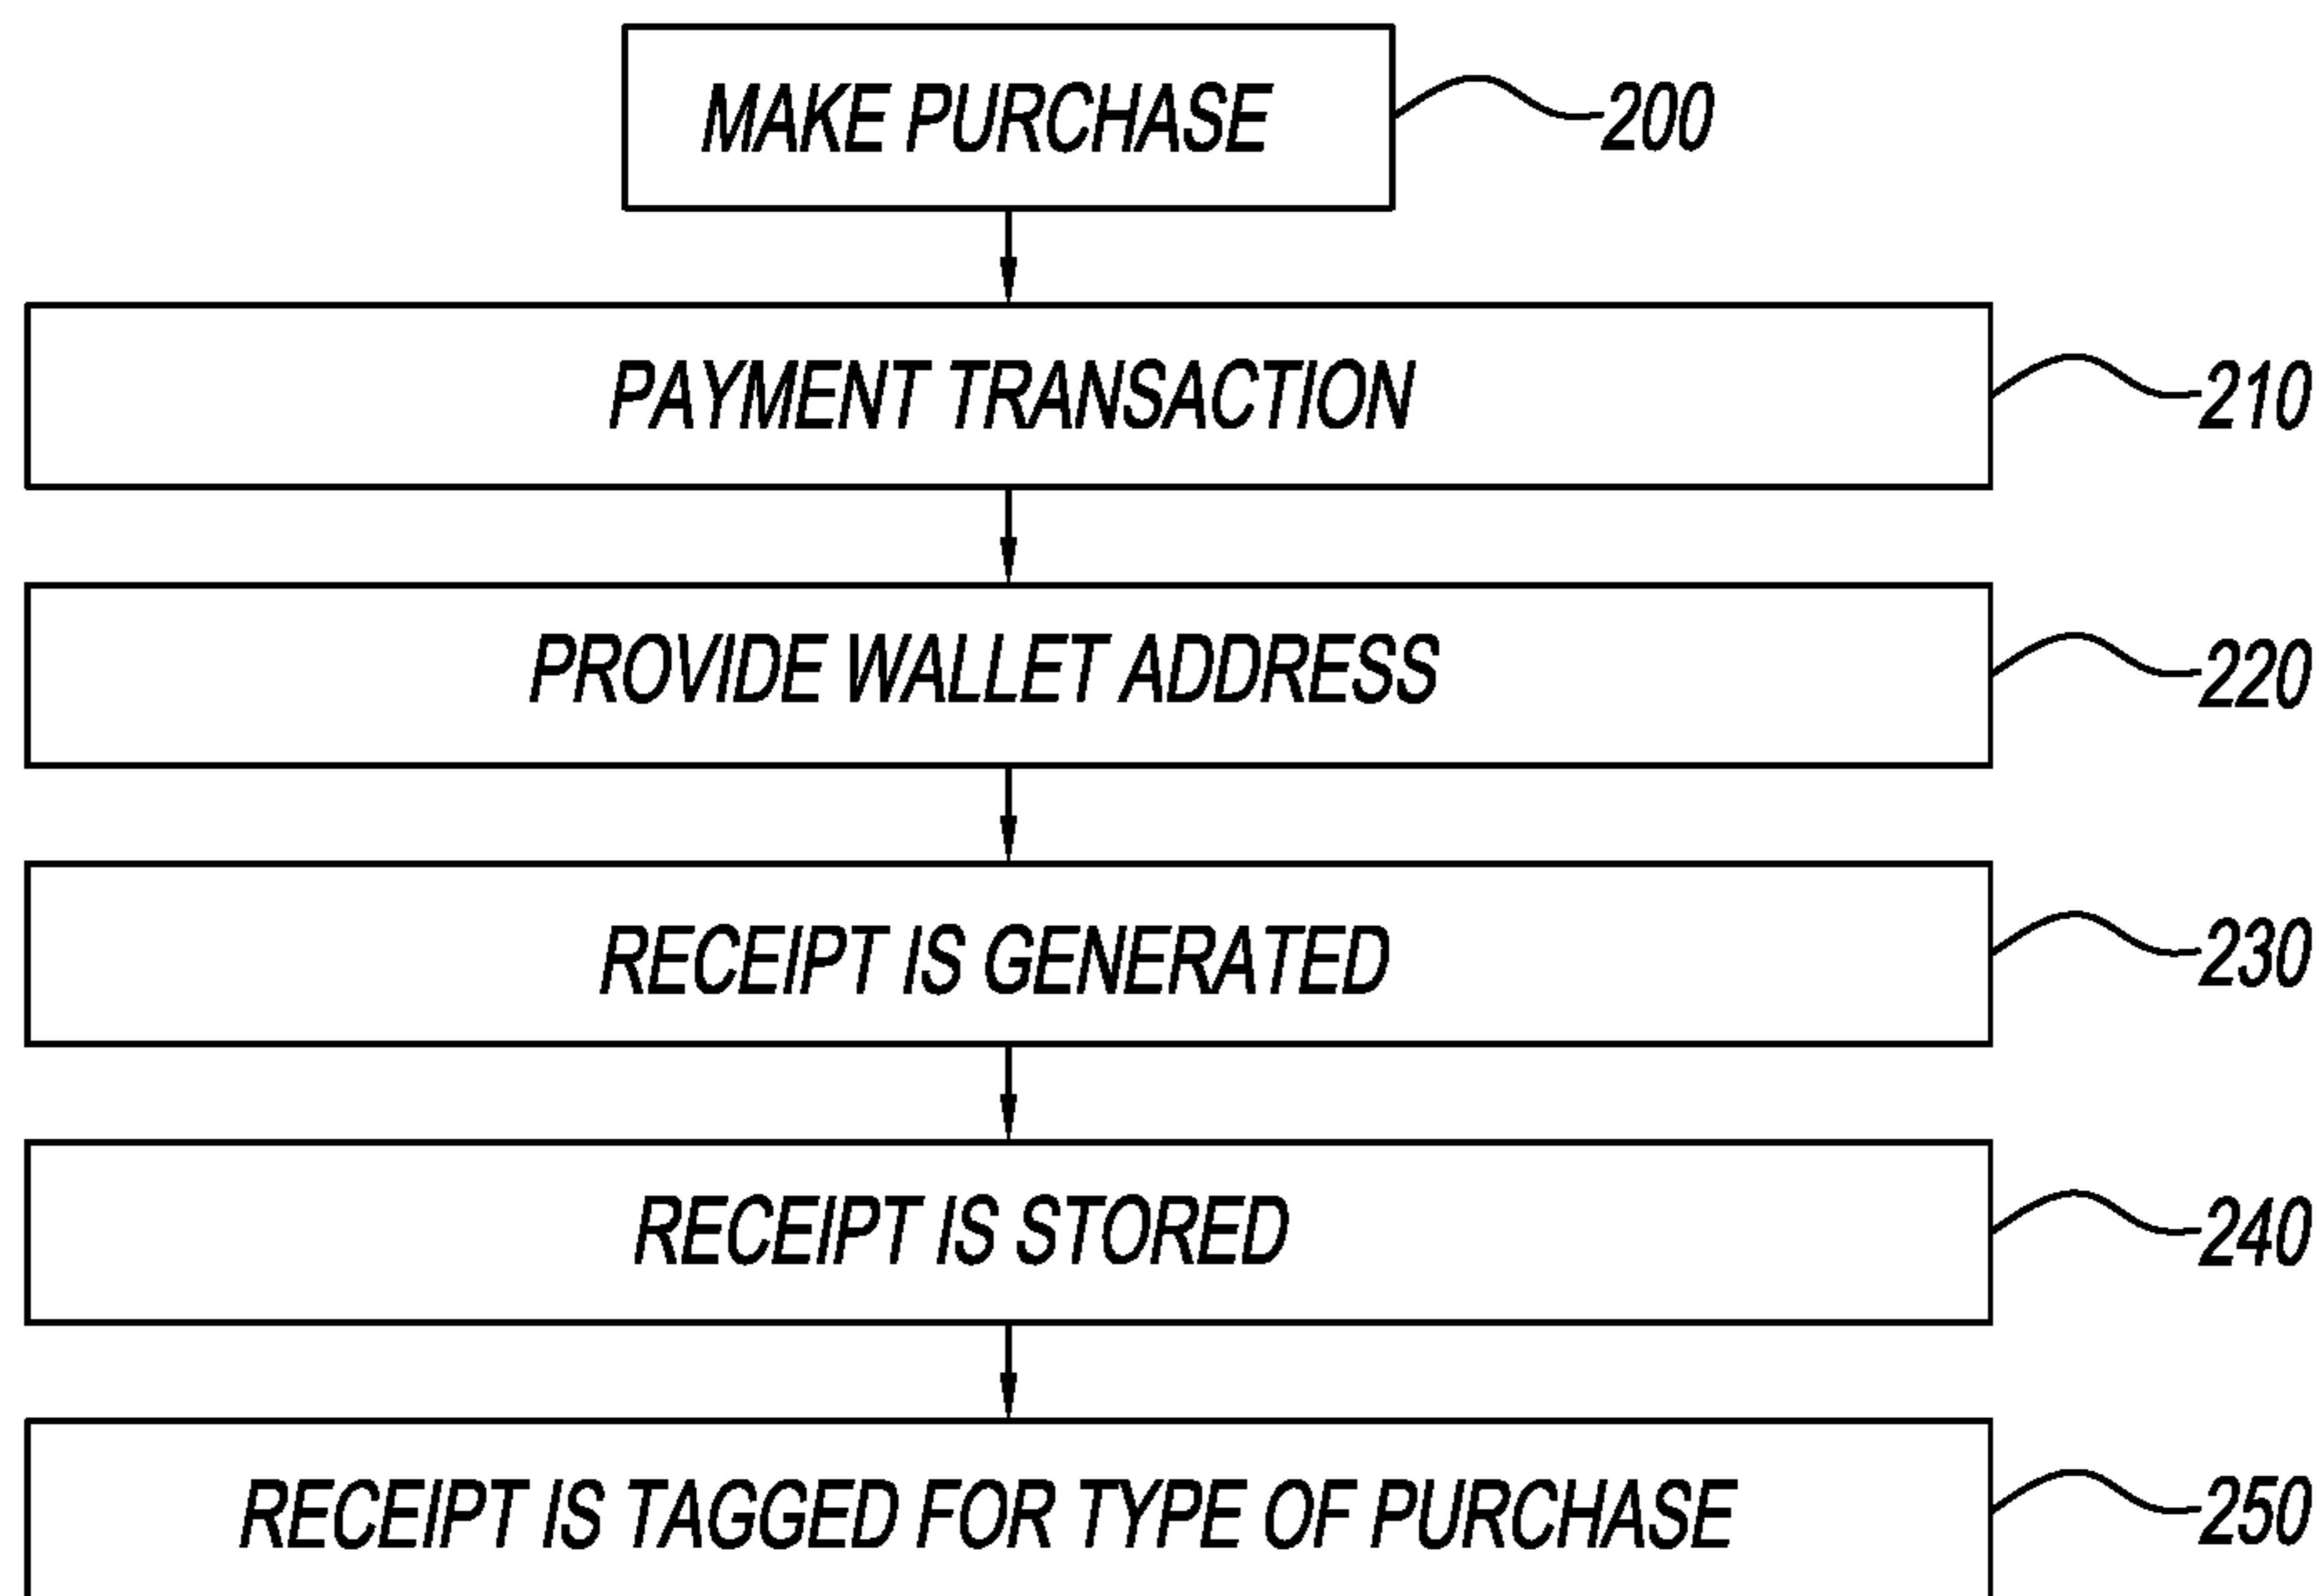 MAKE PURCHASE 200
PAYMENT TRANSACTION 210
PROVIDE WALLET ADDRESS 220
RECEIPT IS GENERATED 230
RECEIPT IS STORED 240
RECEIPT IS TAGGED FOR TYPE OF PURCHASE 250